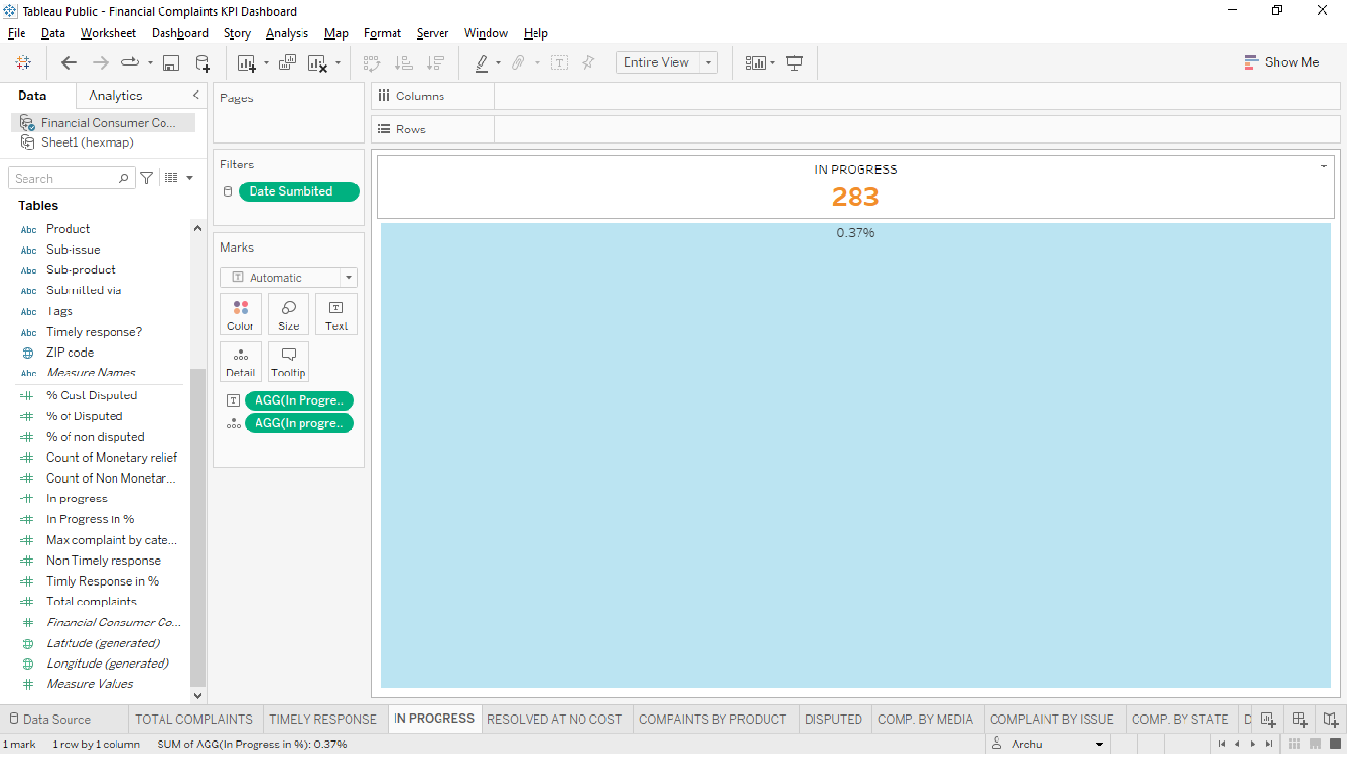 Tableau Public - Financial Complaints KPI Dashboard
File Data Worksheet Dashboard Story Analysis Map Format Server Window Help
Entire View
Show Me
Data Analytics
Financial Consumer Co...
Sheet1 (hexmap)
Search
Tables
Abc Product
Abc Sub-issue
Abc Sub-product
Abc Submitted via
Abc Tags
Abc Timely response?
ZIP code
Abc Measure Names
% Cust Disputed
% of Disputed
% of non disputed
Count of Monetary relief
Count of Non Monetar...
In progress
In Progress in %
Max complaint by cate...
Non Timely response
Timly Response in %
Total complaints
Financial Consumer Co...
Latitude (generated)
Longitude (generated)
Measure Values
Pages
Filters
Date Sumbited
Marks
Automatic
Color Size Text
Detail Tooltip
AGG(In Progre..
AGG(In progre..
Columns
Rows
IN PROGRESS
283
0.37%
Data Source TOTAL COMPLAINTS TIMELY RESPONSE IN PROGRESS RESOLVED AT NO COST COMPAINTS BY PRODUCT DISPUTED COMP. BY MEDIA COMPLAINT BY ISSUE COMP. BY STATE D
1 mark 1 row by 1 column SUM of AGG(In Progress in %): 0.37% Archu